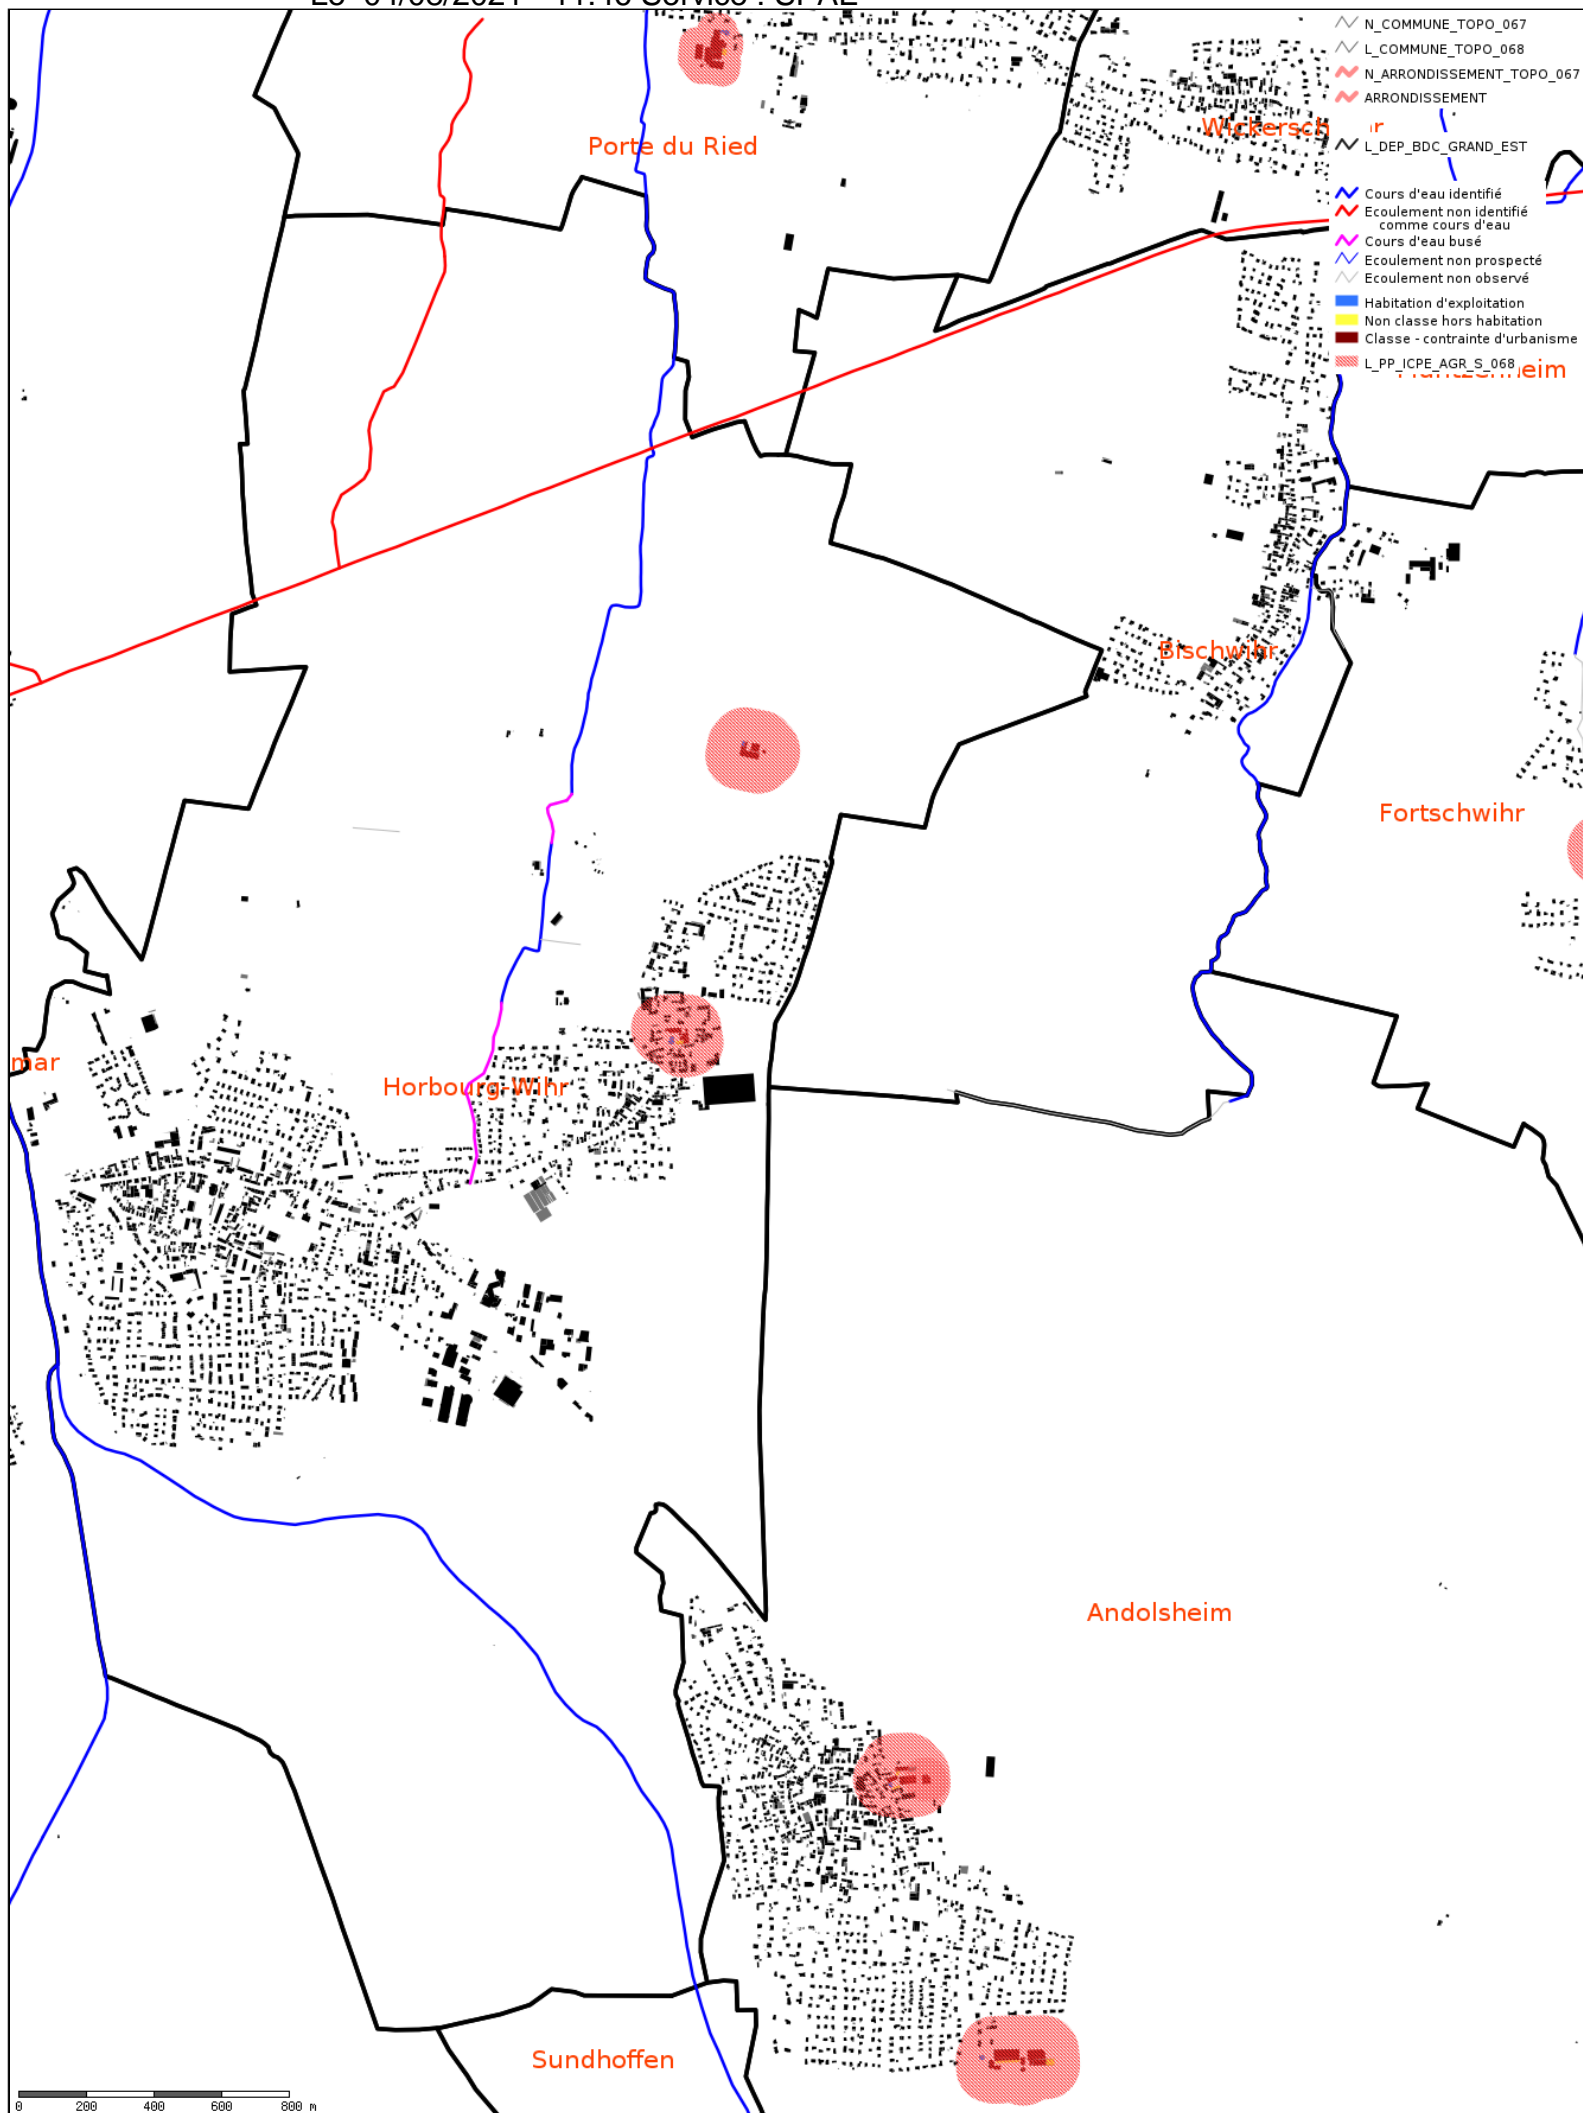 Porte du Ried
N_COMMUNE_TOPO_067
L_COMMUNE_TOPO_068
N_ARRONDISSEMENT_TOPO_067
ARRONDISSEMENT
L_DEP_BDC_GRAND_EST
Cours d'eau identifié
Ecoulement non identifié
comme cours d'eau
Cours d'eau busé
Ecoulement non prospecté
Ecoulement non observé
Habitation d'exploitation
Non classe hors habitation
Classe - contrainte d'urbanisme
L_PP_ICPE_AGR_S_068
Bischwihr
Fortschwihr
mar
Horbourg-Wihr
Andolsheim
Sundhoffen
0 200 400 600 800 m